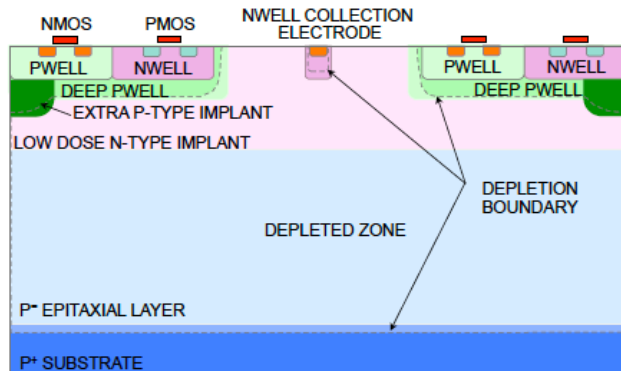 NMOS
PMOS
NWELL COLLECTION
ELECTRODE
PWELL
NWELL
PWELL
NWELL
DEEP PWELL
DEEP PWELL
EXTRA P-TYPE IMPLANT
LOW DOSE N-TYPE IMPLANT
DEPLETION
BOUNDARY
DEPLETED ZONE
P⁻ EPITAXIAL LAYER
P⁺ SUBSTRATE